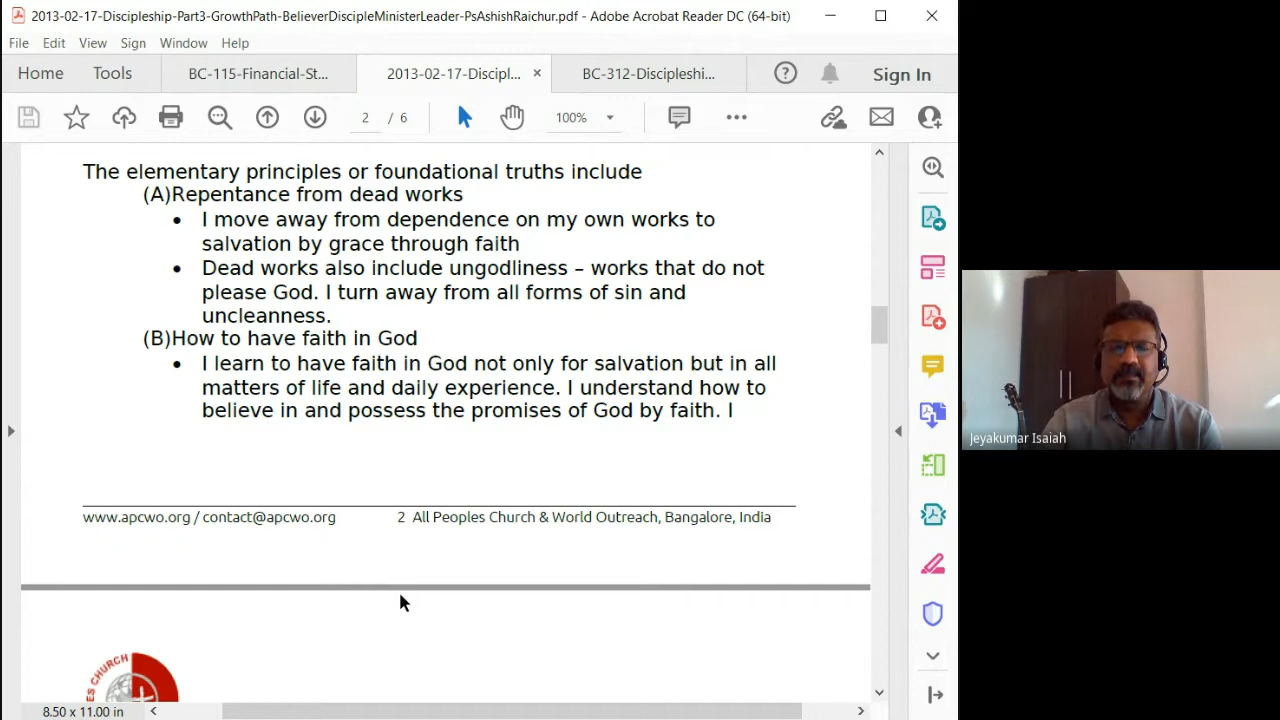 2013-02-17-Discipleship-Part3-GrowthPath-BelieverDiscipleMinisterLeader-PsAshishRaichur.pdf - Adobe Acrobat Reader DC (64-bit)
File Edit View Sign Window Help
Home Tools BC-115-Financial-St... 2013-02-17-Discipl... × BC-312-Discipleshi... Sign In
2 / 6 100%
The elementary principles or foundational truths include
(A)Repentance from dead works
• I move away from dependence on my own works to
salvation by grace through faith
• Dead works also include ungodliness – works that do not
please God. I turn away from all forms of sin and
uncleanness.
(B)How to have faith in God
• I learn to have faith in God not only for salvation but in all
matters of life and daily experience. I understand how to
believe in and possess the promises of God by faith. I
www.apcwo.org / contact@apcwo.org 2 All Peoples Church & World Outreach, Bangalore, India
ES CHURCH
8.50 x 11.00 in
Jeyakumar Isaiah